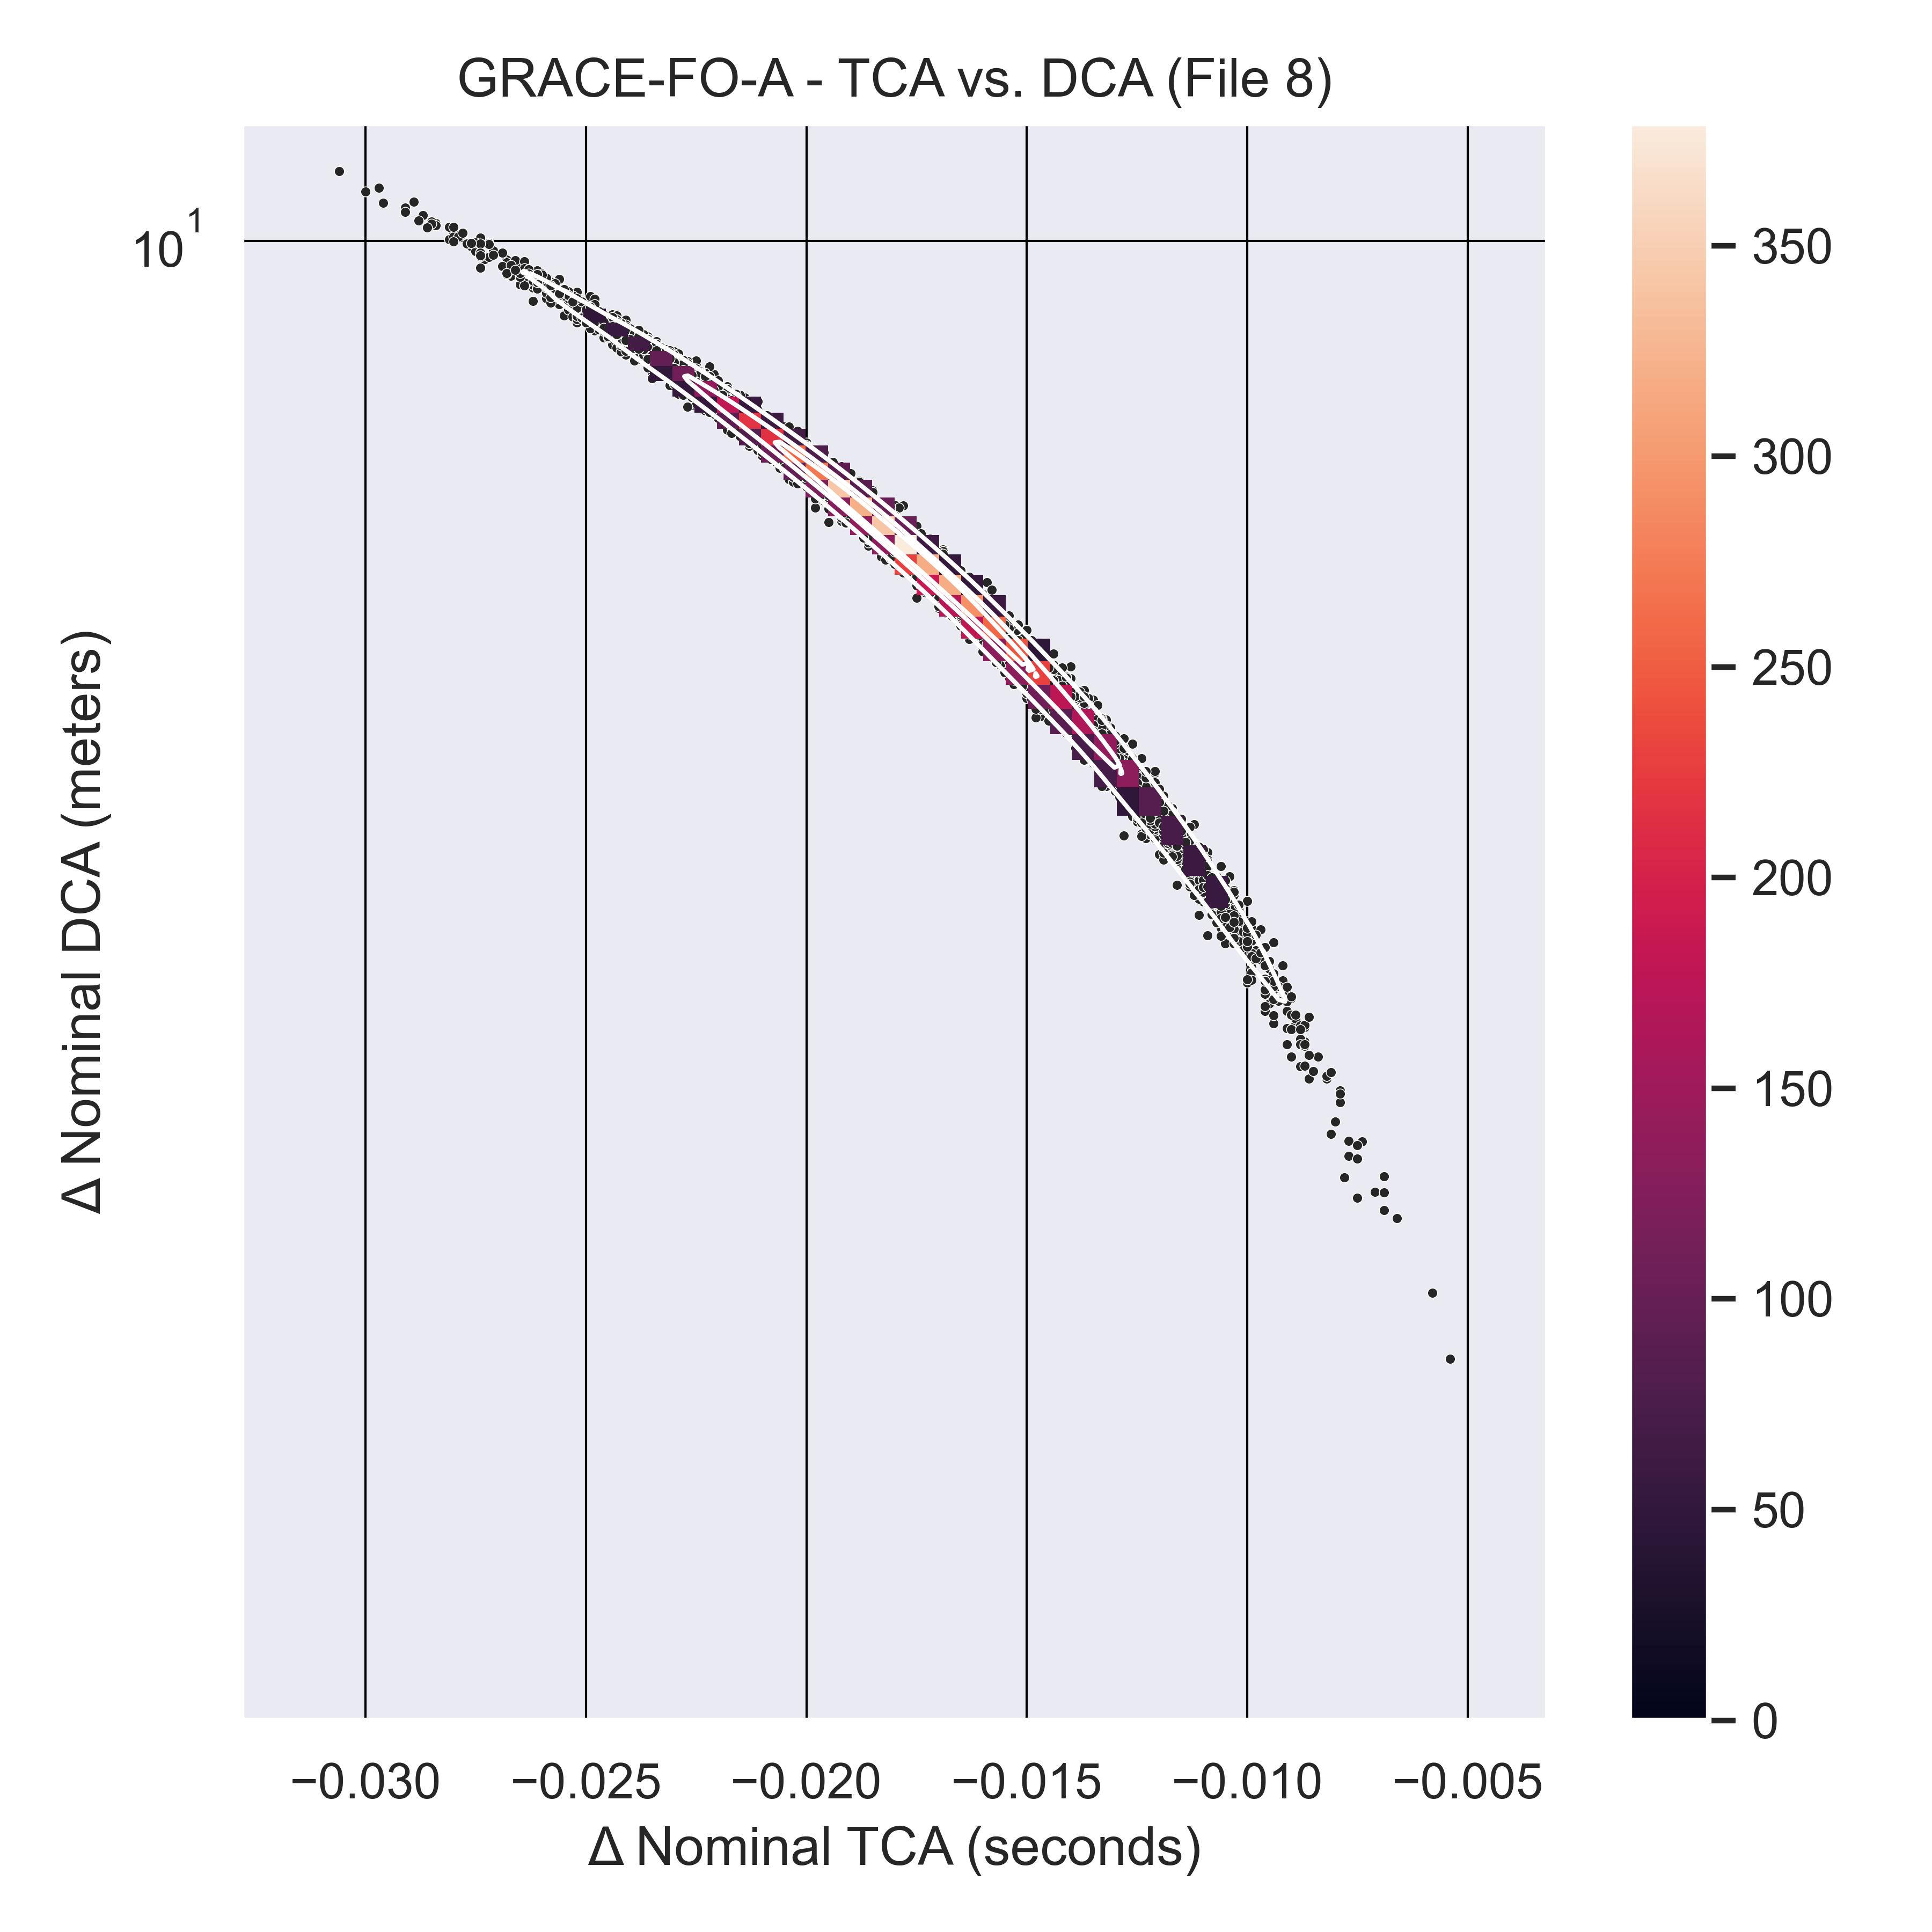 GRACE-FO-A - TCA vs. DCA (File 8)
10¹
Δ Nominal DCA (meters)
−0.030 −0.025 −0.020 −0.015 −0.010 −0.005
Δ Nominal TCA (seconds)
350
300
250
200
150
100
50
0